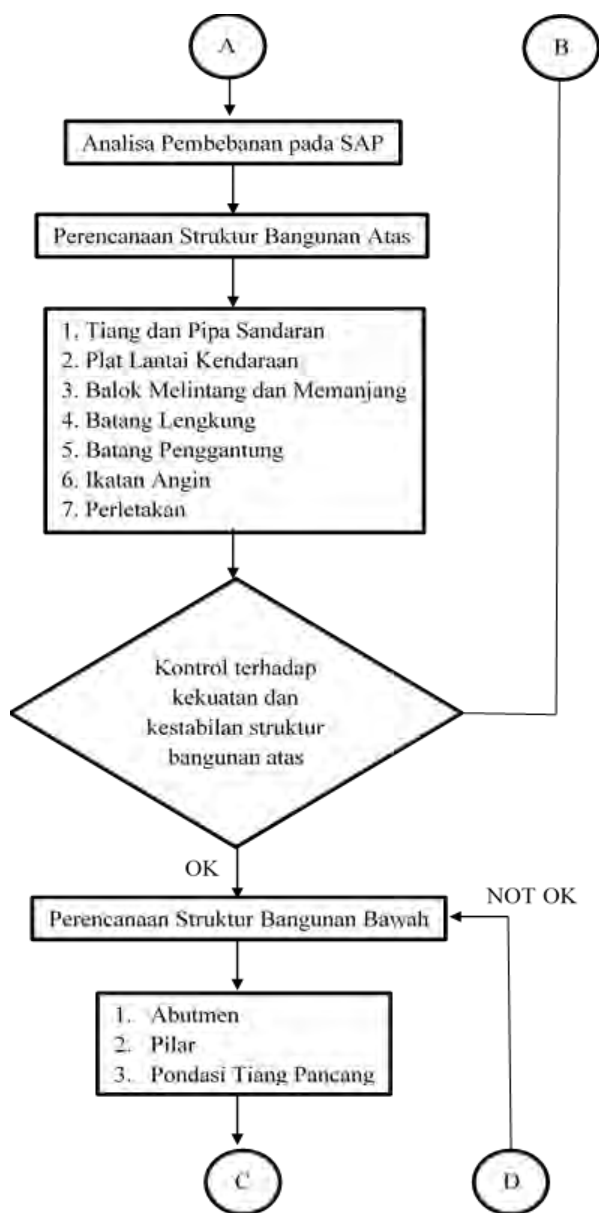 A
B
Analisa Pembebanan pada SAP
Perencanaan Struktur Bangunan Atas
1. Tiang dan Pipa Sandaran
2. Plat Lantai Kendaraan
3. Balok Melintang dan Memanjang
4. Batang Lengkung
5. Batang Penggantung
6. Ikatan Angin
7. Perletakan
Kontrol terhadap
kekuatan dan
kestabilan struktur
bangunan atas
OK
NOT OK
Perencanaan Struktur Bangunan Bawah
1. Abutmen
2. Pilar
3. Pondasi Tiang Pancang
C
D